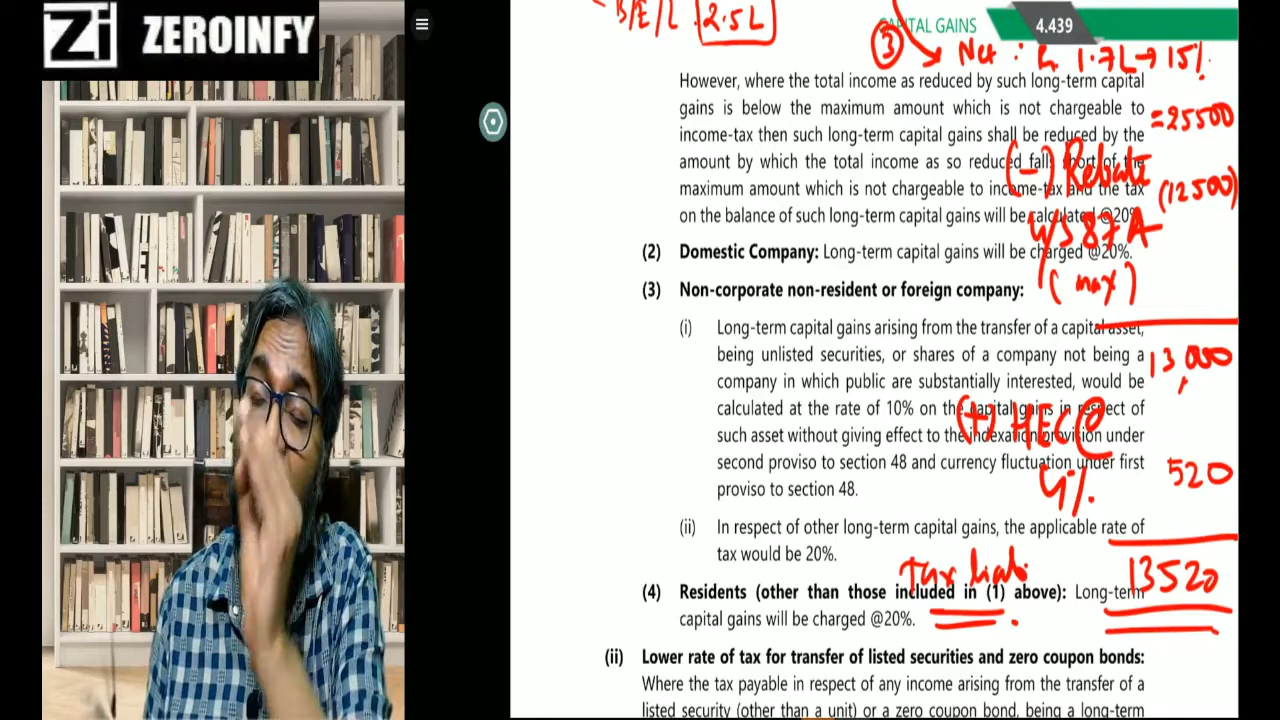 Zi ZEROINFY
B/E/L 2.5 L
CAPITAL GAINS 4.439
③ → Net : 1.7L → 15%
However, where the total income as reduced by such long-term capital
gains is below the maximum amount which is not chargeable to
income-tax then such long-term capital gains shall be reduced by the
amount by which the total income as so reduced falls short of the
maximum amount which is not chargeable to income-tax and the tax
on the balance of such long-term capital gains will be calculated @20%.
= 25500
(-) Rebate (12500)
u/s 87A
(max)
(2) Domestic Company: Long-term capital gains will be charged @20%.
(3) Non-corporate non-resident or foreign company:
(i) Long-term capital gains arising from the transfer of a capital asset,
being unlisted securities, or shares of a company not being a
company in which public are substantially interested, would be
calculated at the rate of 10% on the capital gains in respect of
such asset without giving effect to the indexation provision under
second proviso to section 48 and currency fluctuation under first
proviso to section 48.
13,000
(+) HEC @
4% 520
(ii) In respect of other long-term capital gains, the applicable rate of
tax would be 20%.
Tax liab. 13520
(4) Residents (other than those included in (1) above): Long-term
capital gains will be charged @20%.
(ii) Lower rate of tax for transfer of listed securities and zero coupon bonds:
Where the tax payable in respect of any income arising from the transfer of a
listed security (other than a unit) or a zero coupon bond, being a long-term